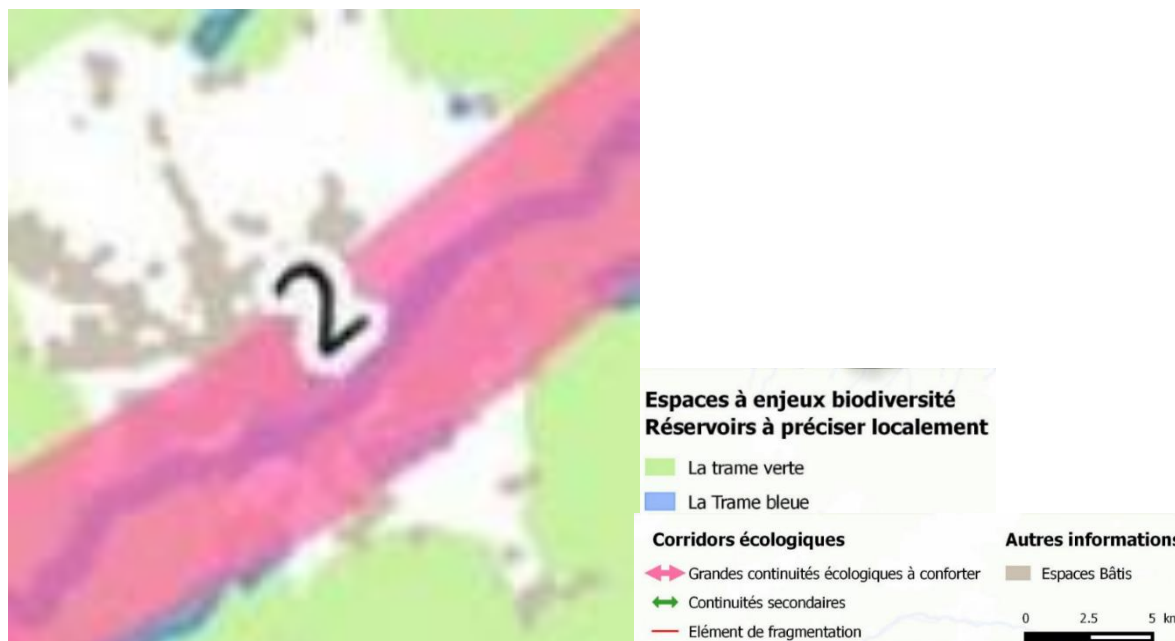 2
Espaces à enjeux biodiversité
Réservoirs à préciser localement
La trame verte
La Trame bleue
Corridors écologiques
Grandes continuités écologiques à conforter
Continuités secondaires
Elément de fragmentation
Autres informations
Espaces Bâtis
0 2.5 5 km